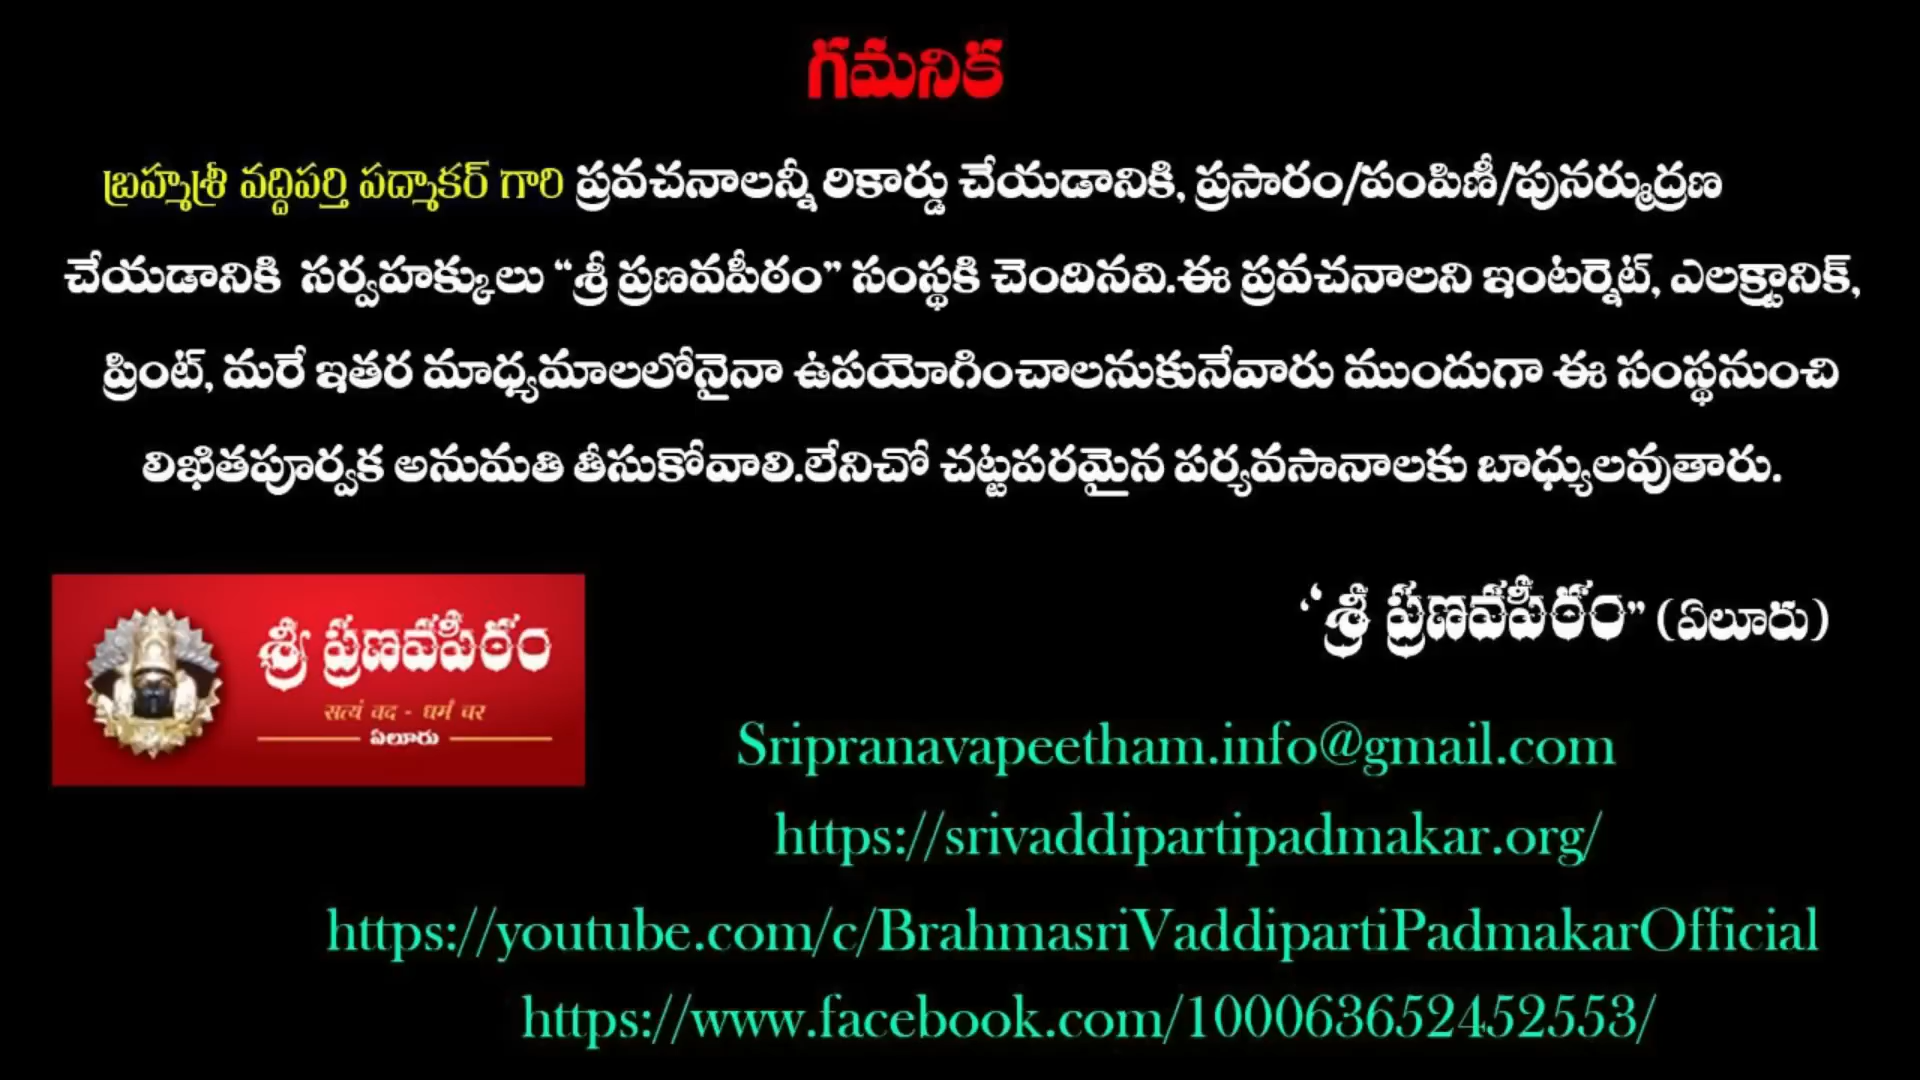 గమనిక
బ్రహ్మశ్రీ వద్దిపర్తి పద్మాకర్ గారి ప్రవచనాలన్నీ రికార్డు చేయడానికి, ప్రసారం/పంపిణీ/పునర్ముద్రణ
చేయడానికి సర్వహక్కులు “శ్రీ ప్రణవపీఠం” సంస్థకి చెందినవి.ఈ ప్రవచనాలని ఇంటర్నెట్, ఎలక్ట్రానిక్,
ప్రింట్, మరే ఇతర మాధ్యమాలలోనైనా ఉపయోగించాలనుకునేవారు ముందుగా ఈ సంస్థనుంచి
లిఖితపూర్వక అనుమతి తీసుకోవాలి.లేనిచో చట్టపరమైన పర్యవసానాలకు బాధ్యులవుతారు.
“శ్రీ ప్రణవపీఠం” (ఏలూరు)
శ్రీ ప్రణవపీఠం
सत्यं वद - धर्मं चर
ఏలూరు
Sripranavapeetham.info@gmail.com
https://srivaddipartipadmakar.org/
https://youtube.com/c/BrahmasriVaddipartiPadmakarOfficial
https://www.facebook.com/100063652452553/